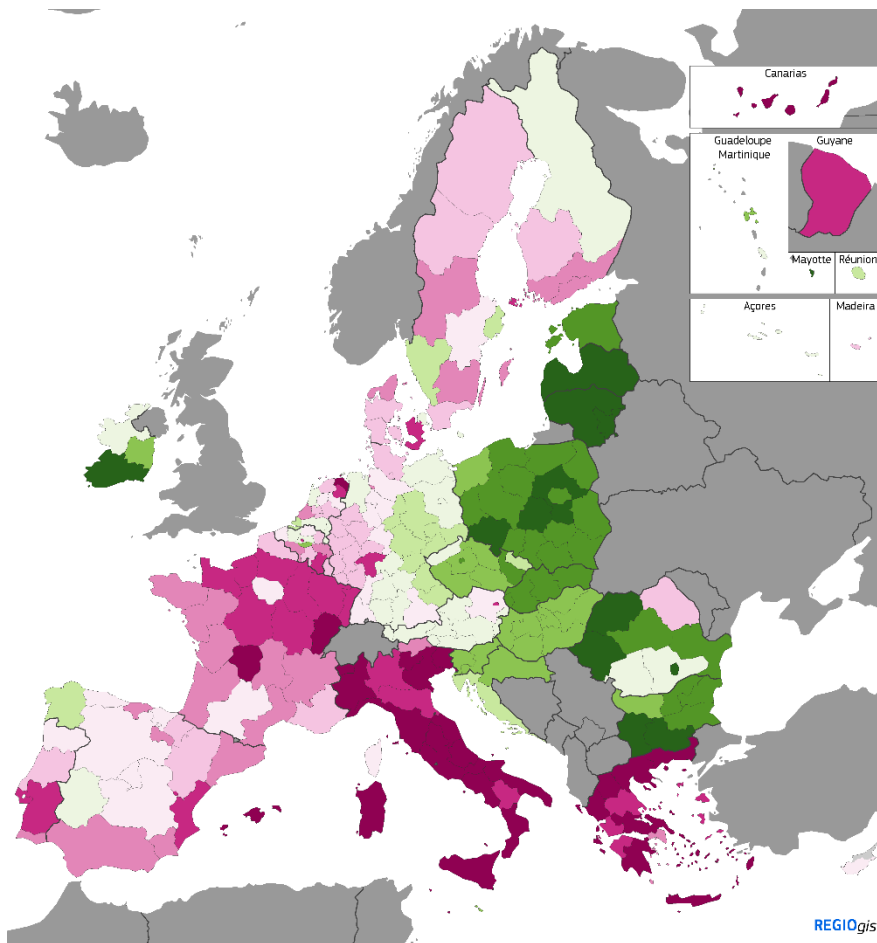 Canarias
Guadeloupe
Martinique
Guyane
Mayotte
Réunion
Açores
Madeira
REGIOgis